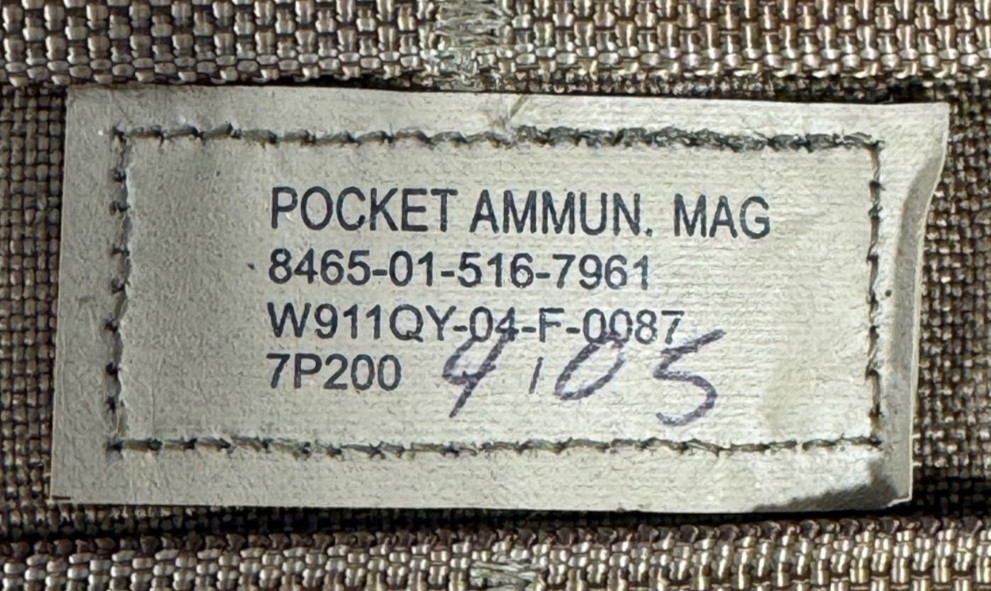 POCKET AMMUN. MAG
8465-01-516-7961
W911QY-04-F-0087
7P200 4105